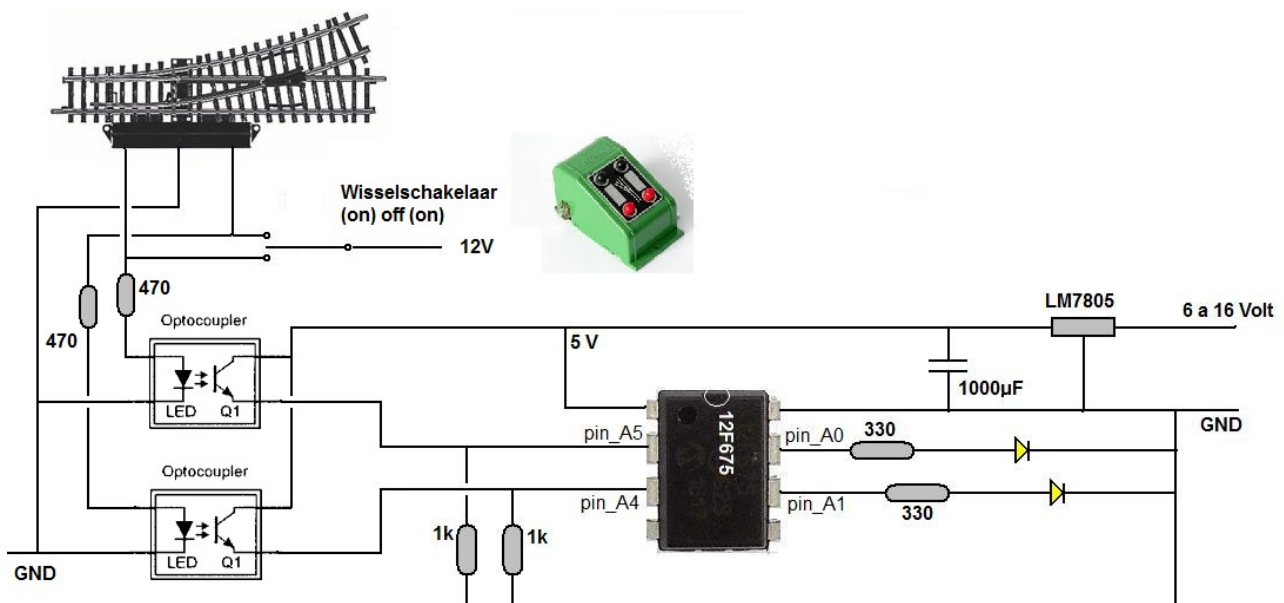 Wisselschakelaar
(on) off (on)
12V
470
470
Optocoupler
LED Q1
Optocoupler
LED Q1
GND
5 V
LM7805
6 a 16 Volt
1000µF
GND
pin_A5
pin_A4
12F675
pin_A0
330
pin_A1
330
1k
1k